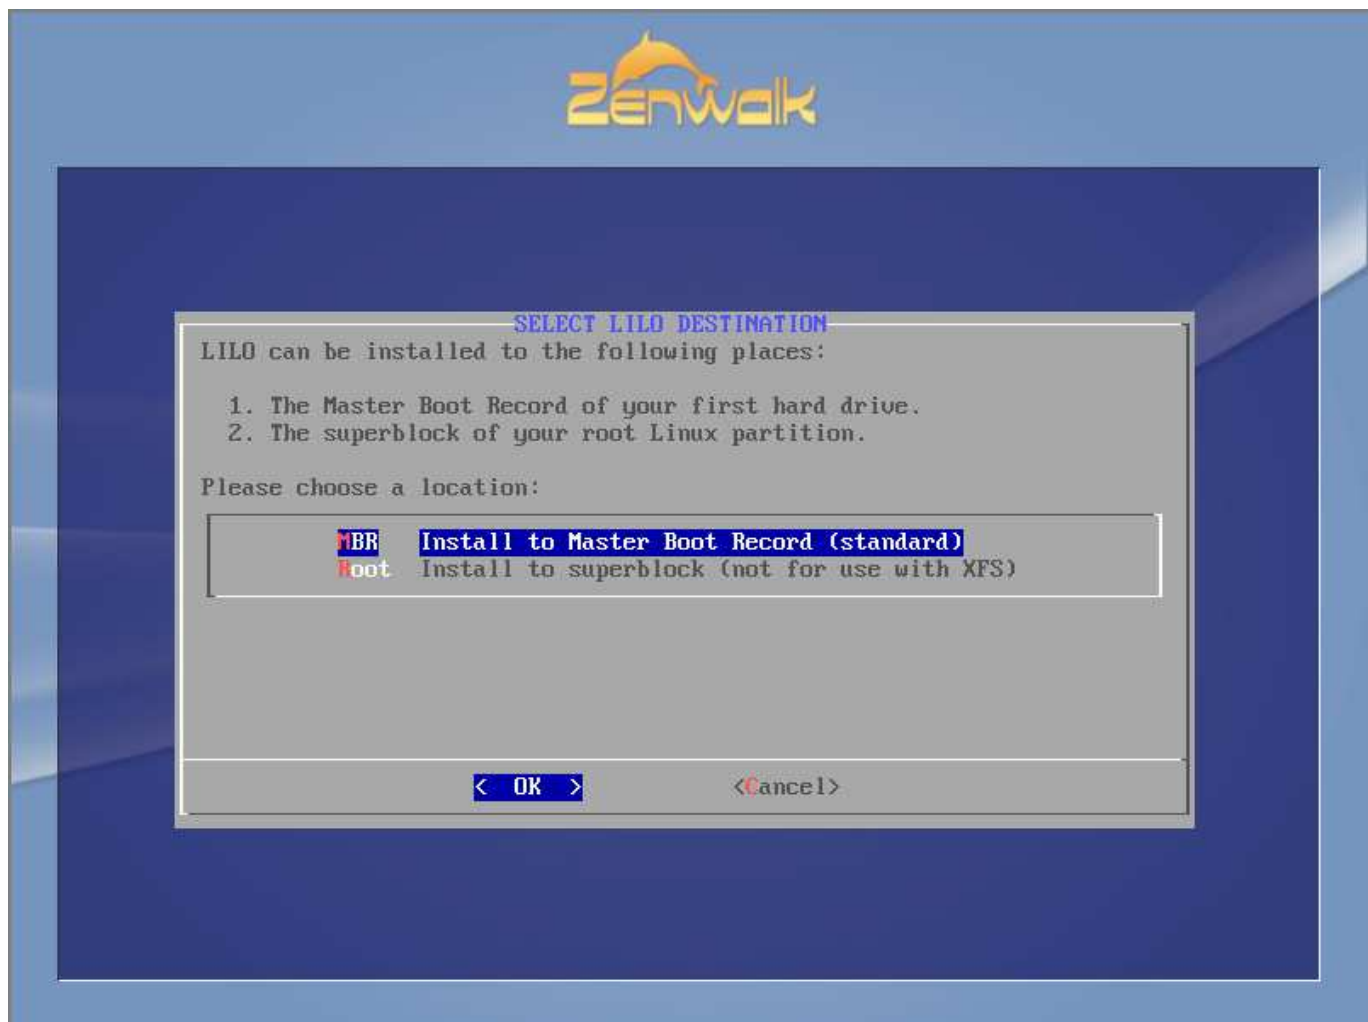 Zenwalk
SELECT LILO DESTINATION
LILO can be installed to the following places:
1. The Master Boot Record of your first hard drive.
2. The superblock of your root Linux partition.
Please choose a location:
MBR Install to Master Boot Record (standard)
Root Install to superblock (not for use with XFS)
< OK > <Cancel>